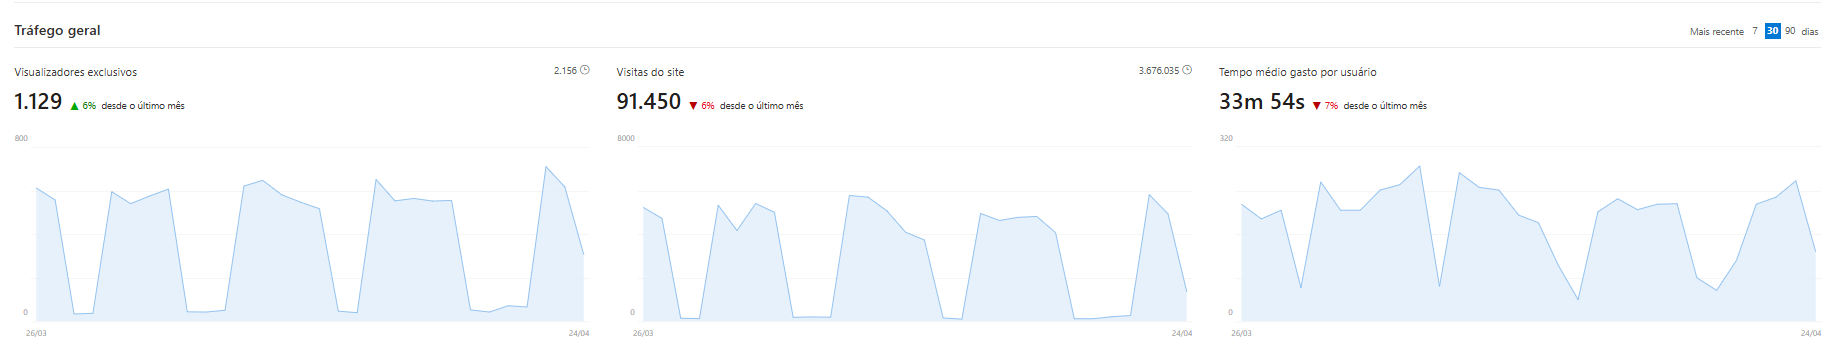 Tráfego geral
Mais recente 7 30 90 dias
Visualizadores exclusivos 2.156
1.129 ▲ 6% desde o último mês
800
0
26/03 24/04
Visitas do site 3.676.035
91.450 ▼ 6% desde o último mês
8000
0
26/03 24/04
Tempo médio gasto por usuário
33m 54s ▼ 7% desde o último mês
320
0
26/03 24/04